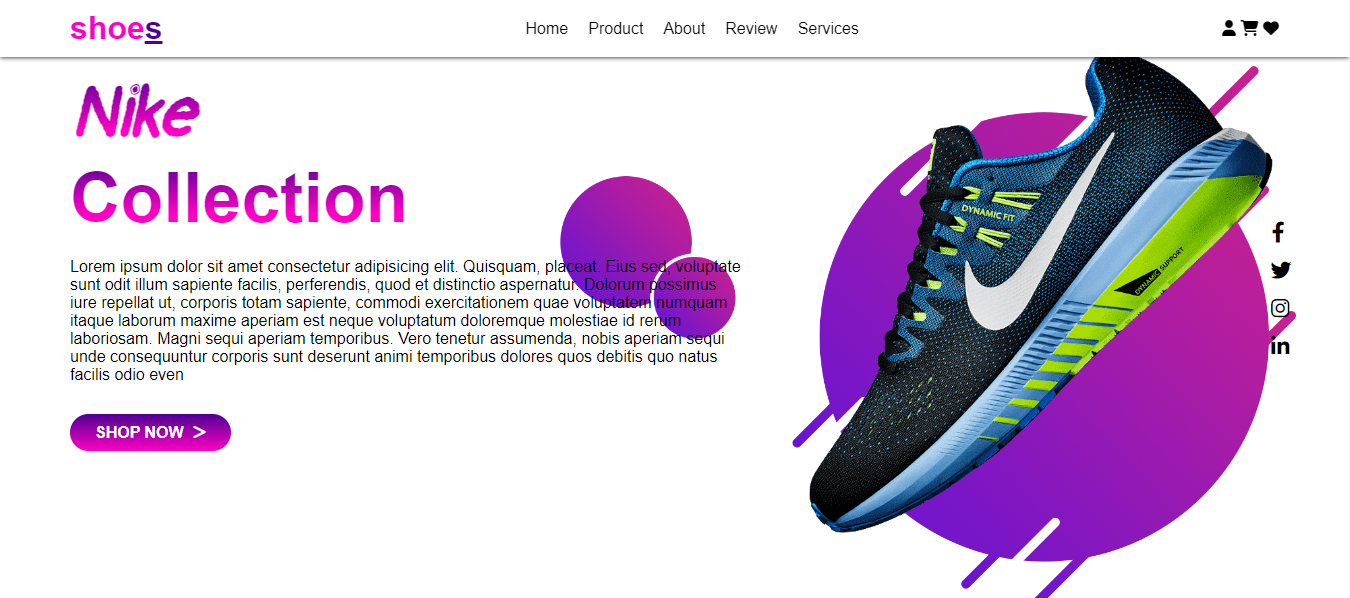 shoes
Home Product About Review Services
Nike
Collection
Lorem ipsum dolor sit amet consectetur adipisicing elit. Quisquam, placeat. Eius sed, voluptate
sunt odit illum sapiente facilis, perferendis, quod et distinctio aspernatur. Dolorum possimus
iure repellat ut, corporis totam sapiente, commodi exercitationem quae voluptatem numquam
itaque laborum maxime aperiam est neque voluptatum doloremque molestiae id rerum
laboriosam. Magni sequi aperiam temporibus. Vero tenetur assumenda, nobis aperiam sequi
unde consequuntur corporis sunt deserunt animi temporibus dolores quos debitis quo natus
facilis odio even
SHOP NOW >
DYNAMIC FIT
DYNAMIC SUPPORT